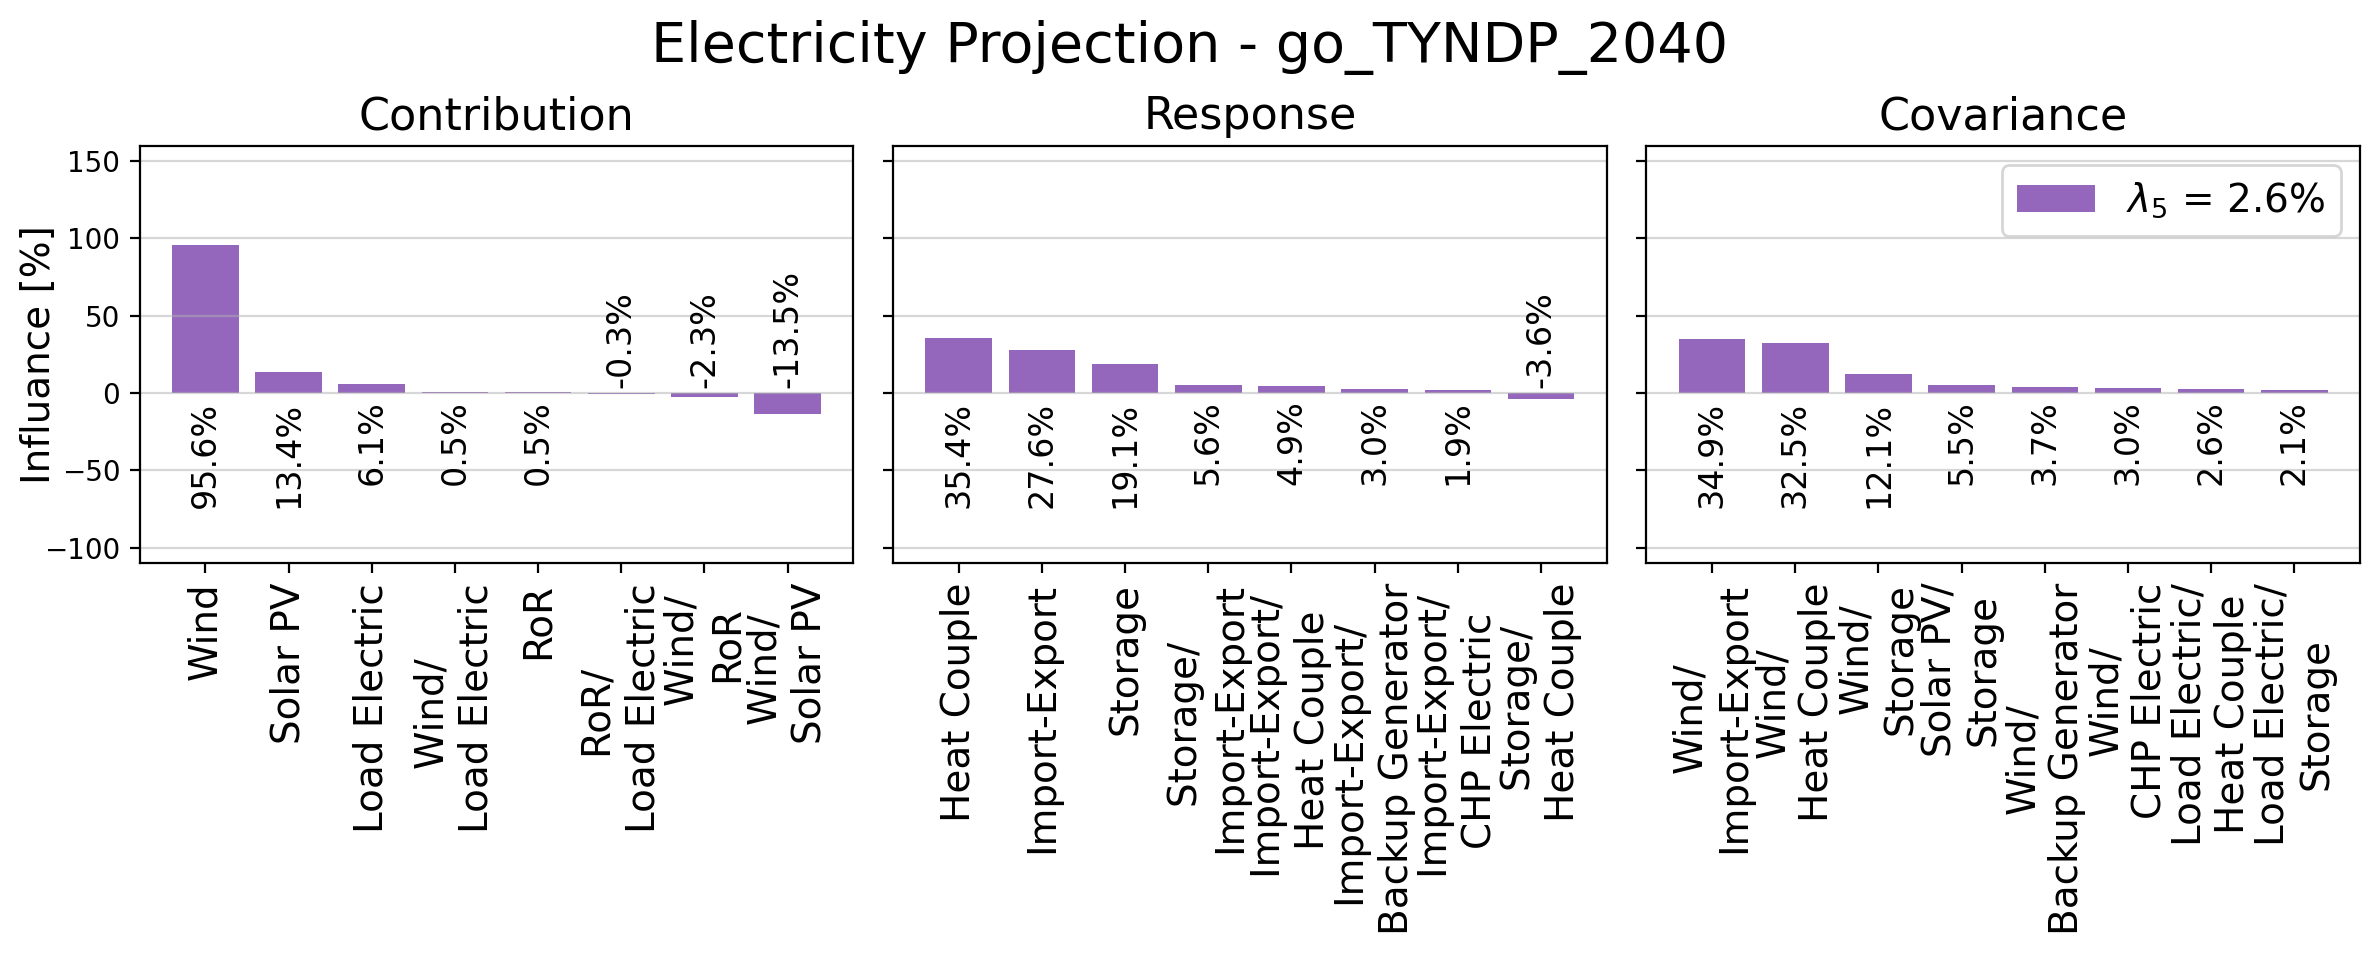 Electricity Projection - go_TYNDP_2040
Contribution
Response
Covariance
Influance [%]
150
100
50
0
−50
−100
95.6%
13.4%
6.1%
0.5%
0.5%
-0.3%
-2.3%
-13.5%
35.4%
27.6%
19.1%
5.6%
4.9%
3.0%
1.9%
-3.6%
λ5 = 2.6%
34.9%
32.5%
12.1%
5.5%
3.7%
3.0%
2.6%
2.1%
Wind
Solar PV
Load Electric
Wind/
Load Electric
RoR
RoR/
Load Electric
Wind/
RoR
Wind/
Solar PV
Heat Couple
Import-Export
Storage
Storage/
Import-Export
Import-Export/
Heat Couple
Import-Export/
Backup Generator
Import-Export/
CHP Electric
Storage/
Heat Couple
Wind/
Import-Export
Wind/
Heat Couple
Wind/
Storage
Solar PV/
Storage
Wind/
Backup Generator
Wind/
CHP Electric
Load Electric/
Heat Couple
Load Electric/
Storage